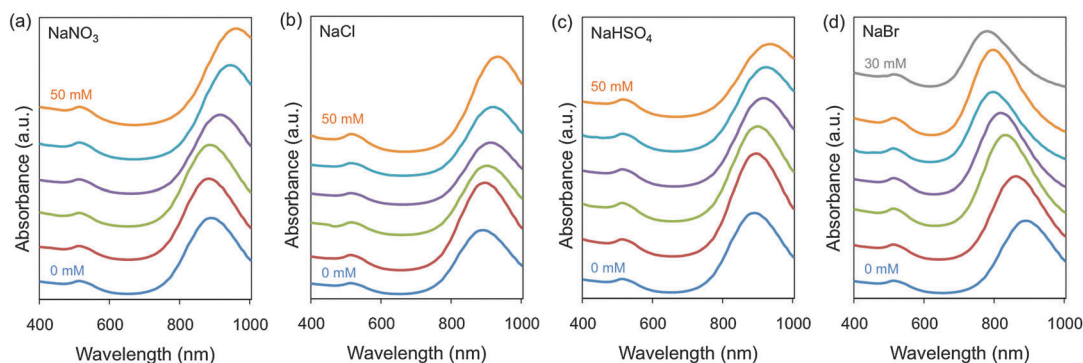 (a)
NaNO₃
50 mM
0 mM
Absorbance (a.u.)
400 600 800 1000
Wavelength (nm)
(b)
NaCl
50 mM
0 mM
Absorbance (a.u.)
400 600 800 1000
Wavelength (nm)
(c)
NaHSO₄
50 mM
0 mM
Absorbance (a.u.)
400 600 800 1000
Wavelength (nm)
(d)
NaBr
30 mM
0 mM
Absorbance (a.u.)
400 600 800 1000
Wavelength (nm)